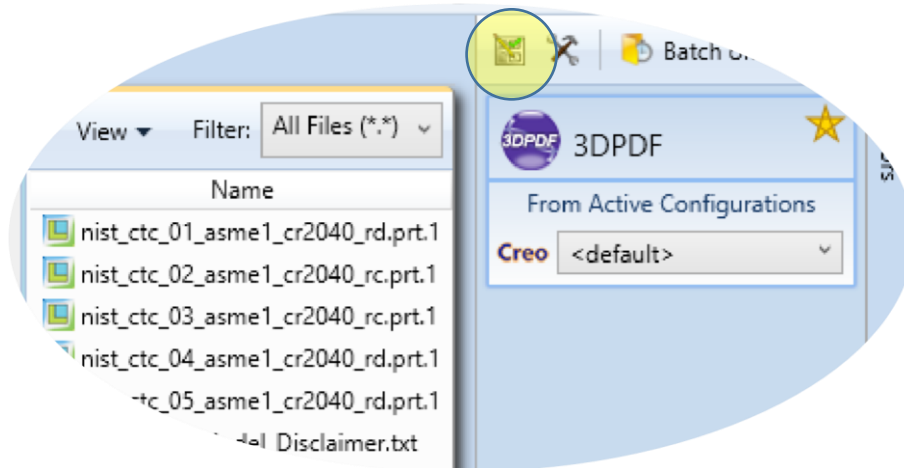 Batch
View Filter: All Files (*.*)
3DPDF 3DPDF
Name
From Active Configurations
nist_ctc_01_asme1_cr2040_rd.prt.1
Creo <default>
nist_ctc_02_asme1_cr2040_rc.prt.1
nist_ctc_03_asme1_cr2040_rc.prt.1
nist_ctc_04_asme1_cr2040_rd.prt.1
_05_asme1_cr2040_rd.prt.1
Disclaimer.txt